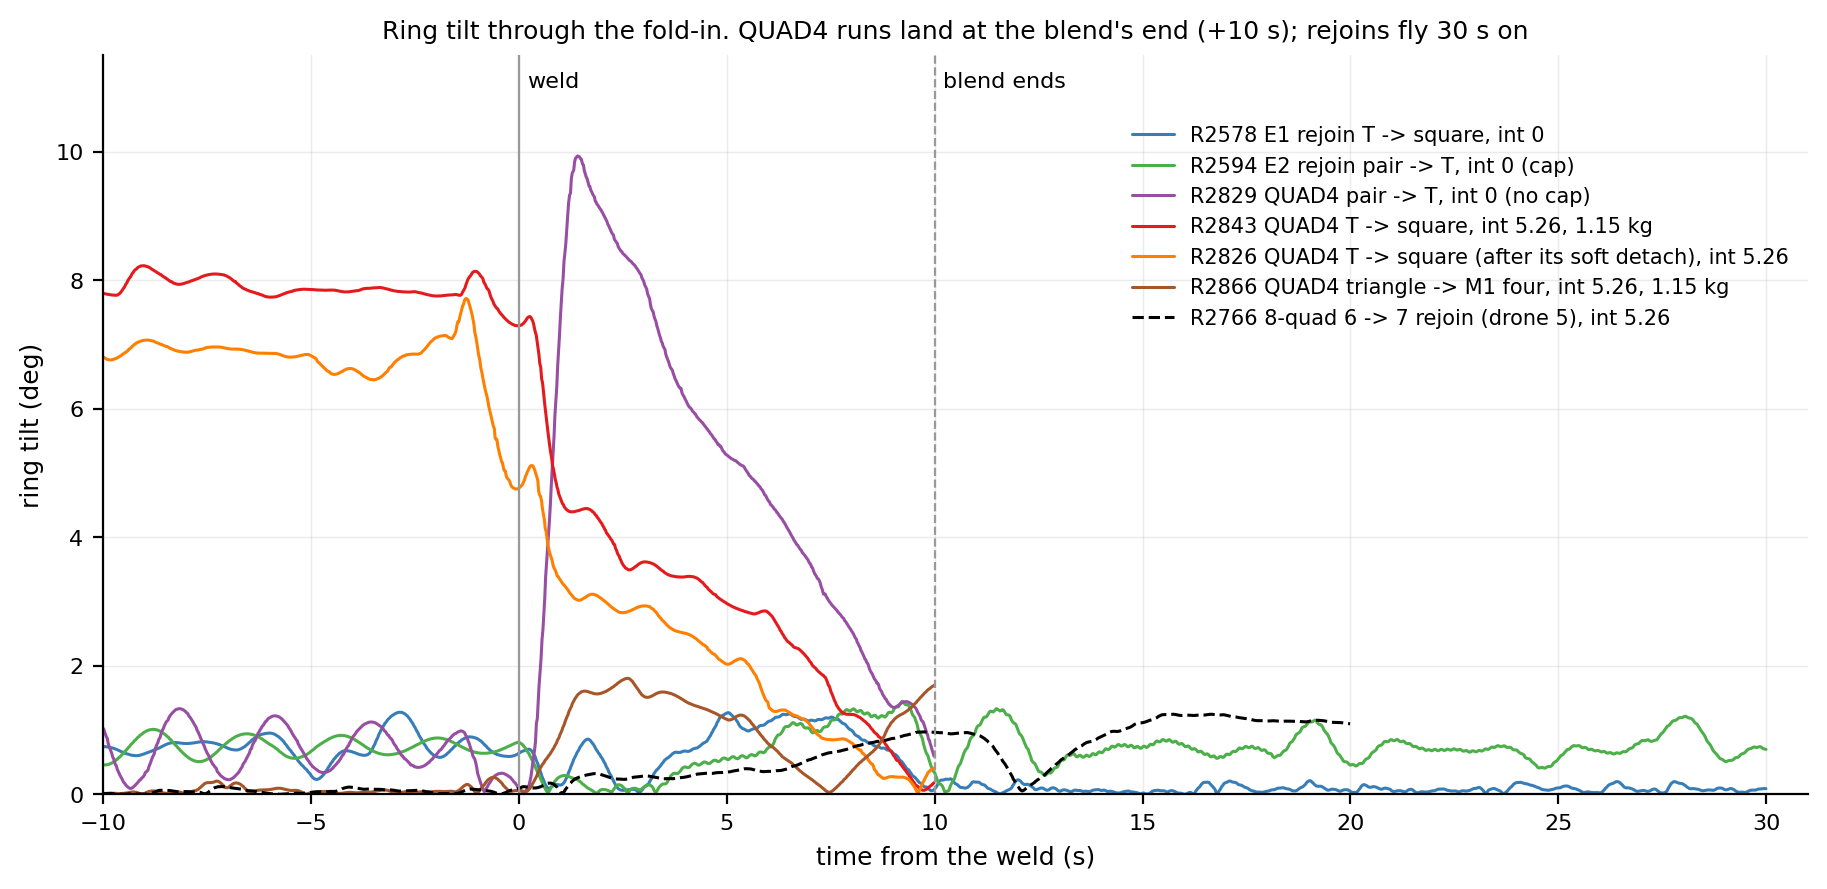 Ring tilt through the fold-in. QUAD4 runs land at the blend's end (+10 s); rejoins fly 30 s on
weld
blend ends
R2578 E1 rejoin T -> square, int 0
R2594 E2 rejoin pair -> T, int 0 (cap)
R2829 QUAD4 pair -> T, int 0 (no cap)
R2843 QUAD4 T -> square, int 5.26, 1.15 kg
R2826 QUAD4 T -> square (after its soft detach), int 5.26
R2866 QUAD4 triangle -> M1 four, int 5.26, 1.15 kg
R2766 8-quad 6 -> 7 rejoin (drone 5), int 5.26
ring tilt (deg)
10
8
6
4
2
0
−10
−5
0
5
10
15
20
25
30
time from the weld (s)